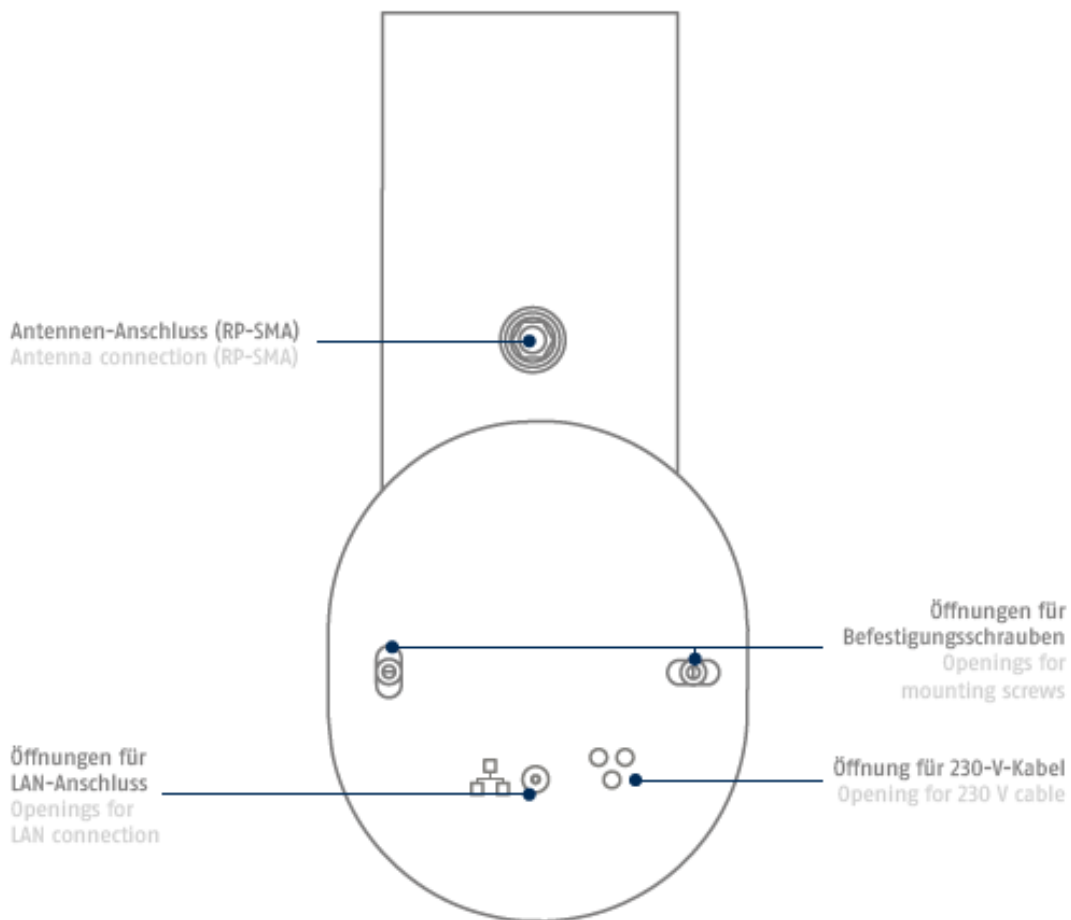 Antennen-Anschluss (RP-SMA)
Antenna connection (RP-SMA)
Öffnungen für
Befestigungsschrauben
Openings for
mounting screws
Öffnungen für
LAN-Anschluss
Openings for
LAN connection
Öffnung für 230-V-Kabel
Opening for 230 V cable